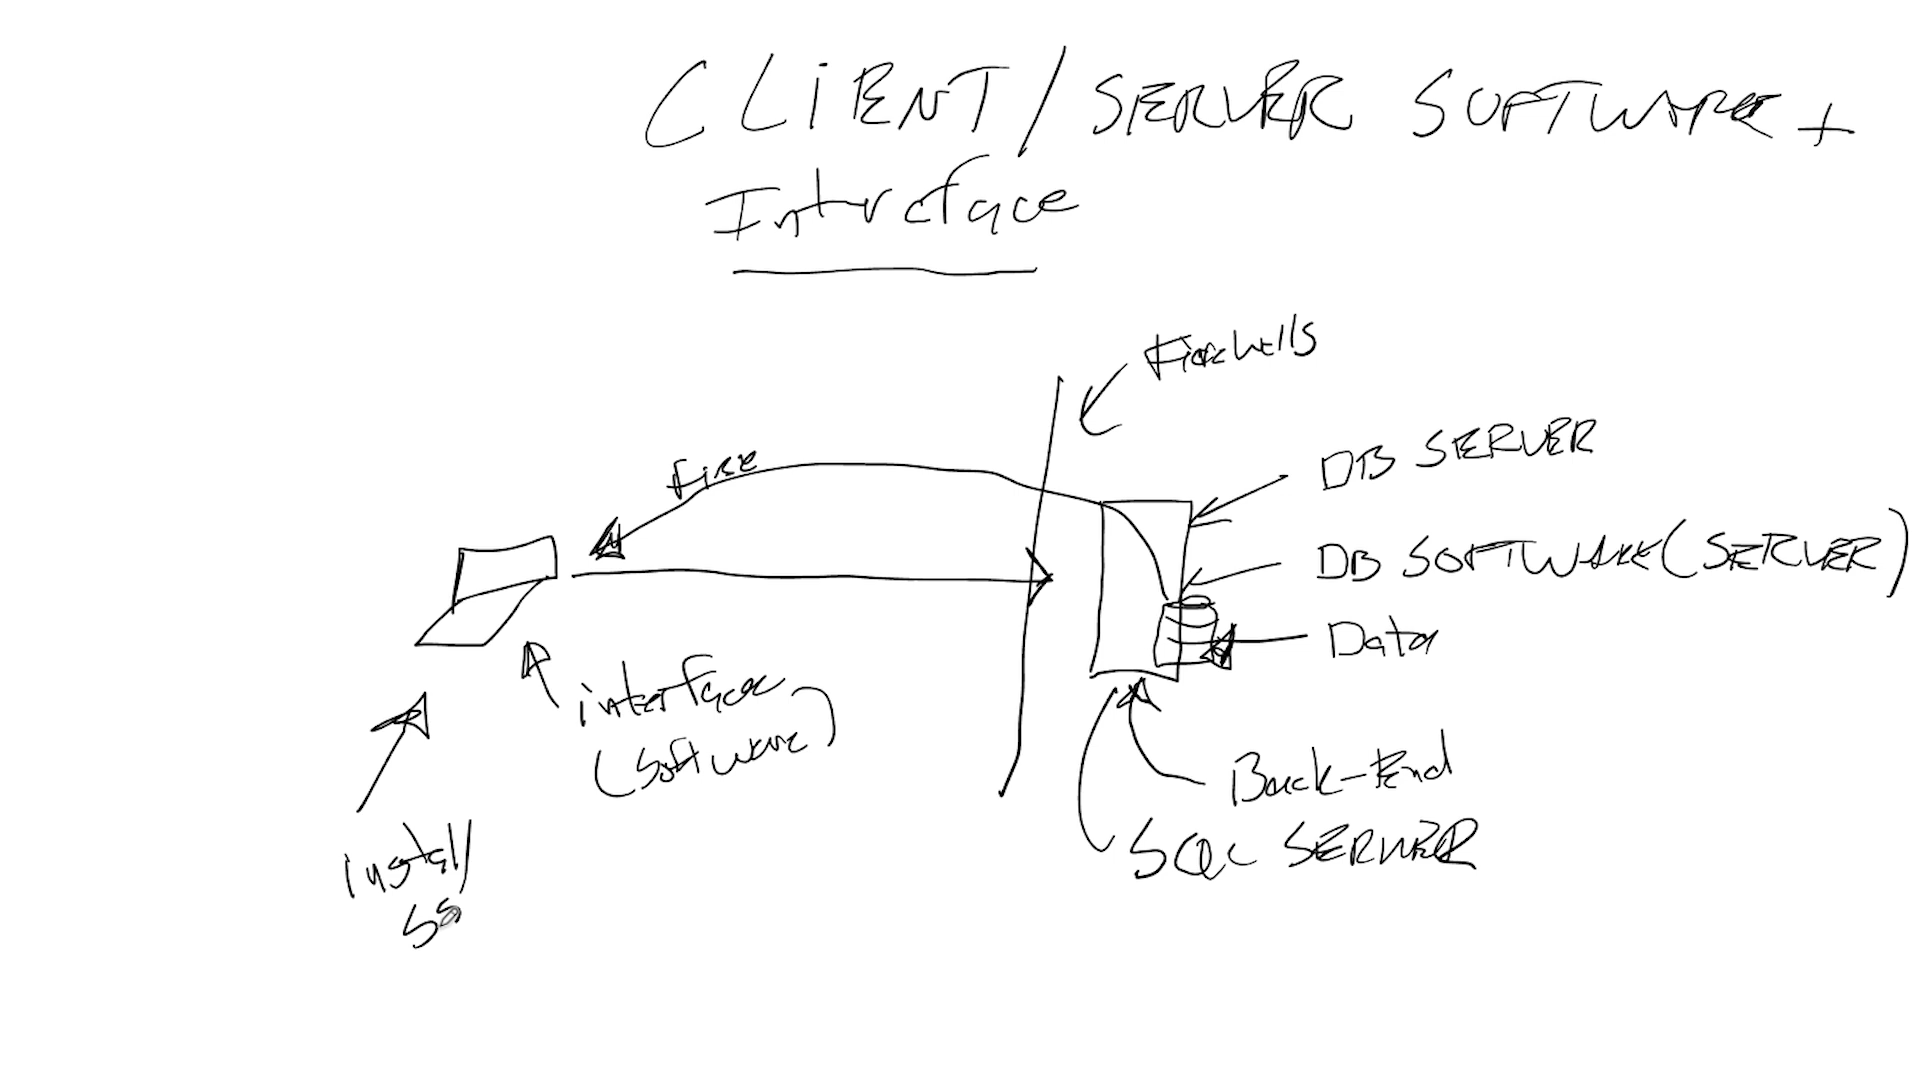 CLIENT/SERVER SOFTWARE +
Interface
Firewalls
DB SERVER
Fire
DB SOFTWARE (SERVER)
Data
interface
(software)
Back-End
SQL SERVER
install
SS